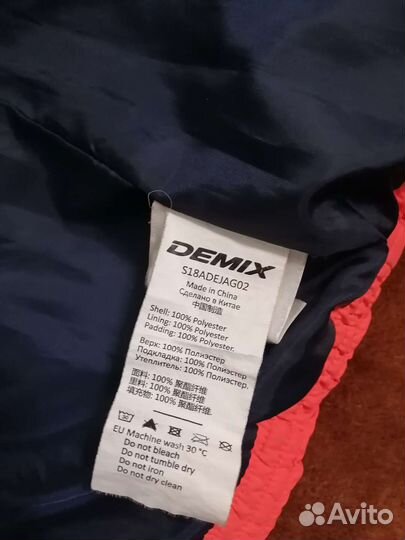 DEMIX
S18ADEJAG02
Made in China
Сделано в Китае
中国制造
Shell: 100% Polyester
Lining: 100% Polyester
Padding: 100% Polyester.
Верх: 100% Полиэстер
Подкладка: 100% Полиэстер
Утеплитель: 100% Полиэстер.
面料: 100% 聚酯纤维
里料: 100% 聚酯纤维
填充物: 100% 聚酯纤维.
EU Machine wash 30 °C
Do not bleach
Do not tumble dry
Do not iron
Do not dry clean
Avito